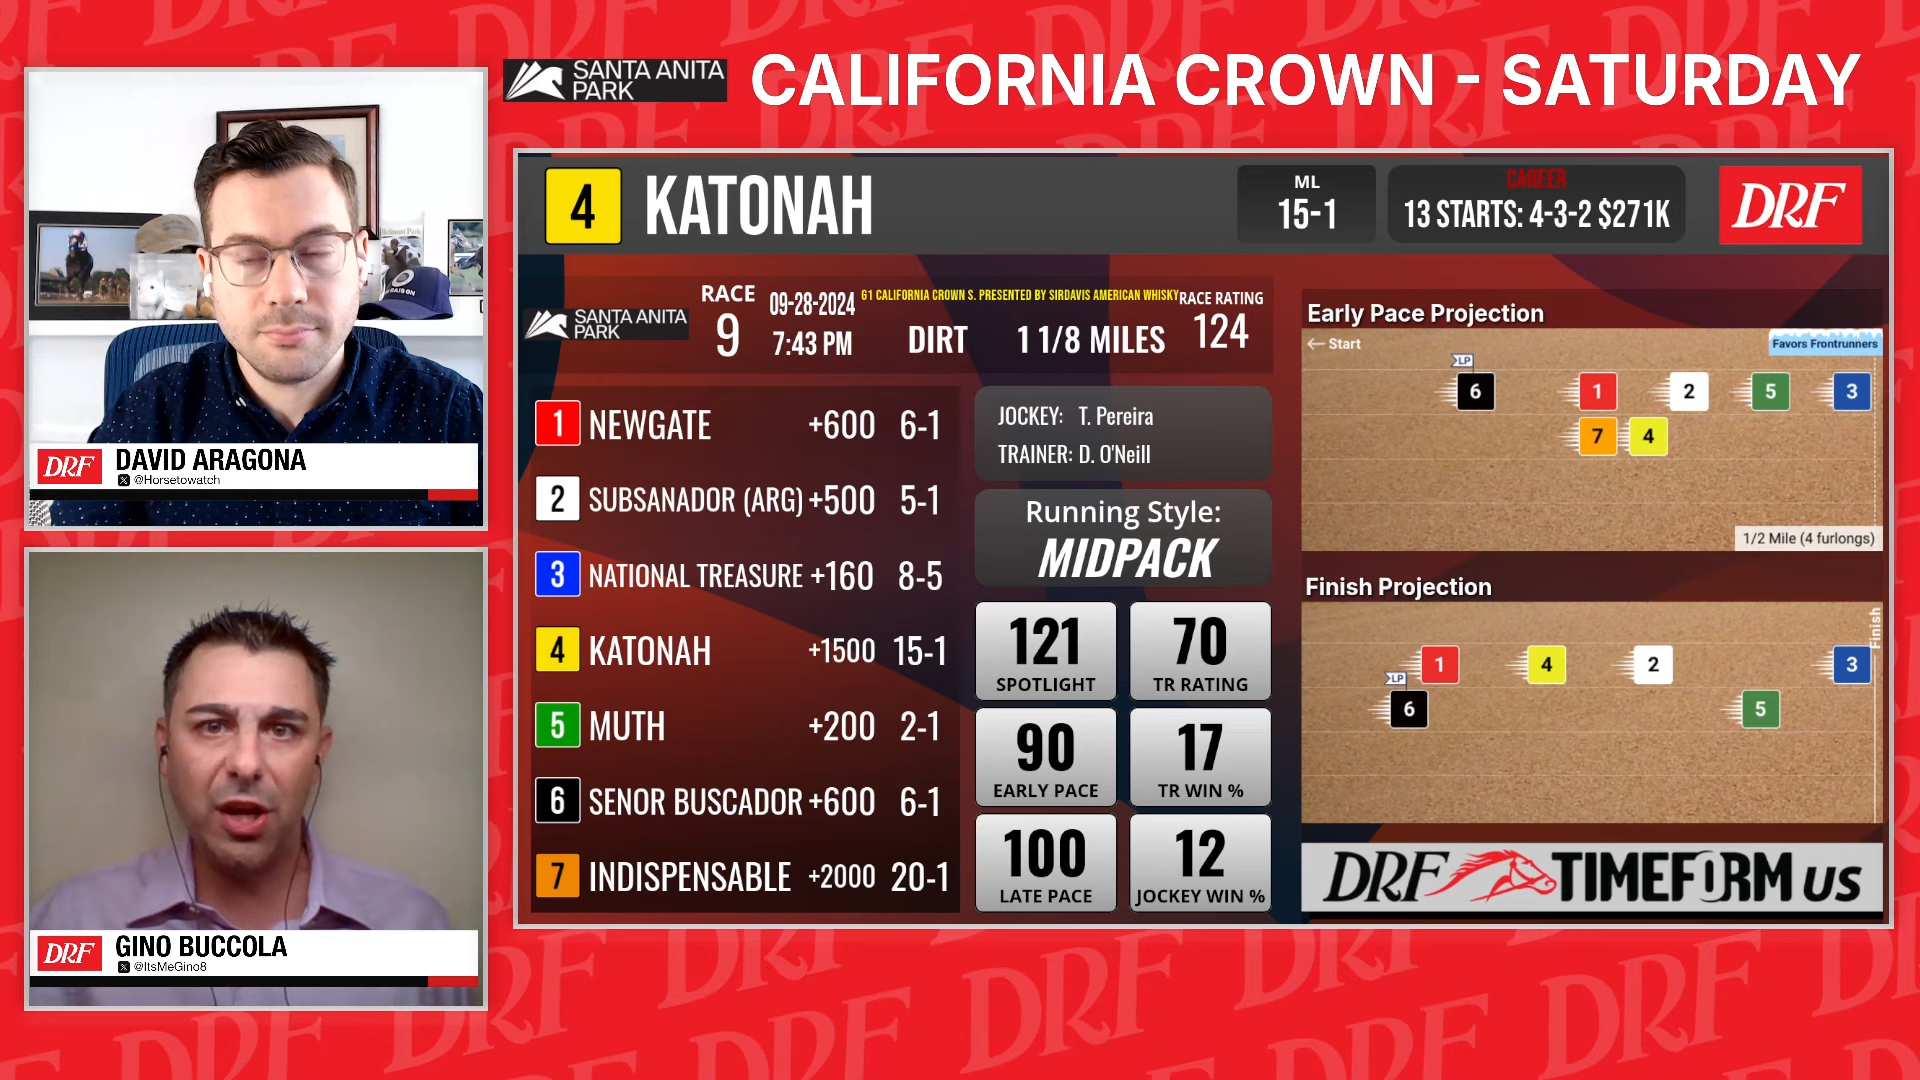 SANTA ANITA
PARK
CALIFORNIA CROWN - SATURDAY
DRF
DAVID ARAGONA
@Horsetowatch
DRF
GINO BUCCOLA
@ItsMeGino8
4 KATONAH
ML
15-1
CAREER
13 STARTS: 4-3-2 $271K
DRF
SANTA ANITA
PARK
RACE
9
09-28-2024
7:43 PM
G1 CALIFORNIA CROWN S. PRESENTED BY SIRDAVIS AMERICAN WHISKY
DIRT 1 1/8 MILES
RACE RATING
124
1 NEWGATE +600 6-1
2 SUBSANADOR (ARG) +500 5-1
3 NATIONAL TREASURE +160 8-5
4 KATONAH +1500 15-1
5 MUTH +200 2-1
6 SENOR BUSCADOR +600 6-1
7 INDISPENSABLE +2000 20-1
JOCKEY: T. Pereira
TRAINER: D. O'Neill
Running Style:
MIDPACK
121
SPOTLIGHT
70
TR RATING
90
EARLY PACE
17
TR WIN %
100
LATE PACE
12
JOCKEY WIN %
Early Pace Projection
← Start
Favors Frontrunners
LP
6 1 2 5 3
7 4
1/2 Mile (4 furlongs)
Finish Projection
Finish
1 4 2 3
LP
6 5
DRF TIMEFORM US